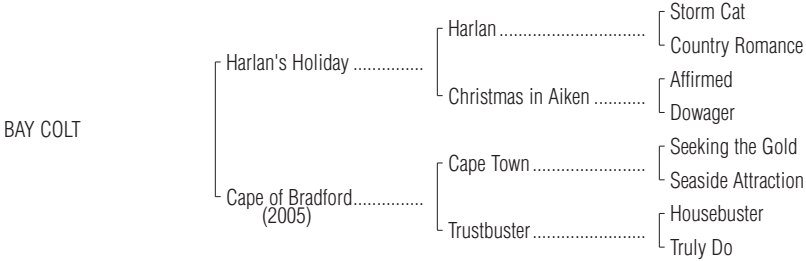 Storm Cat
Harlan..............................
Country Romance
Harlan's Holiday ...............
Affirmed
Christmas in Aiken ...........
Dowager
BAY COLT
Seeking the Gold
Cape Town ........................
Seaside Attraction
Cape of Bradford...............
(2005)
Housebuster
Trustbuster ........................
Truly Do